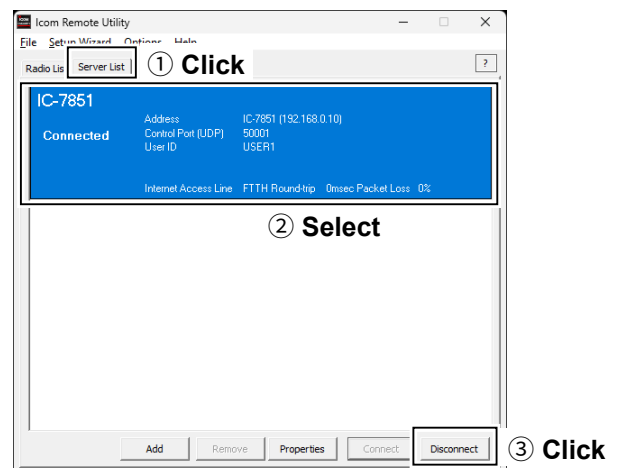 Icom Remote Utility
File Setup Wizard Options Help
Radio Lis Server List ① Click ?
IC-7851
Connected
Address IC-7851 (192.168.0.10)
Control Port (UDP) 50001
User ID USER1
Internet Access Line FTTH Round-trip 0msec Packet Loss 0%
② Select
Add Remove Properties Connect Disconnect ③ Click